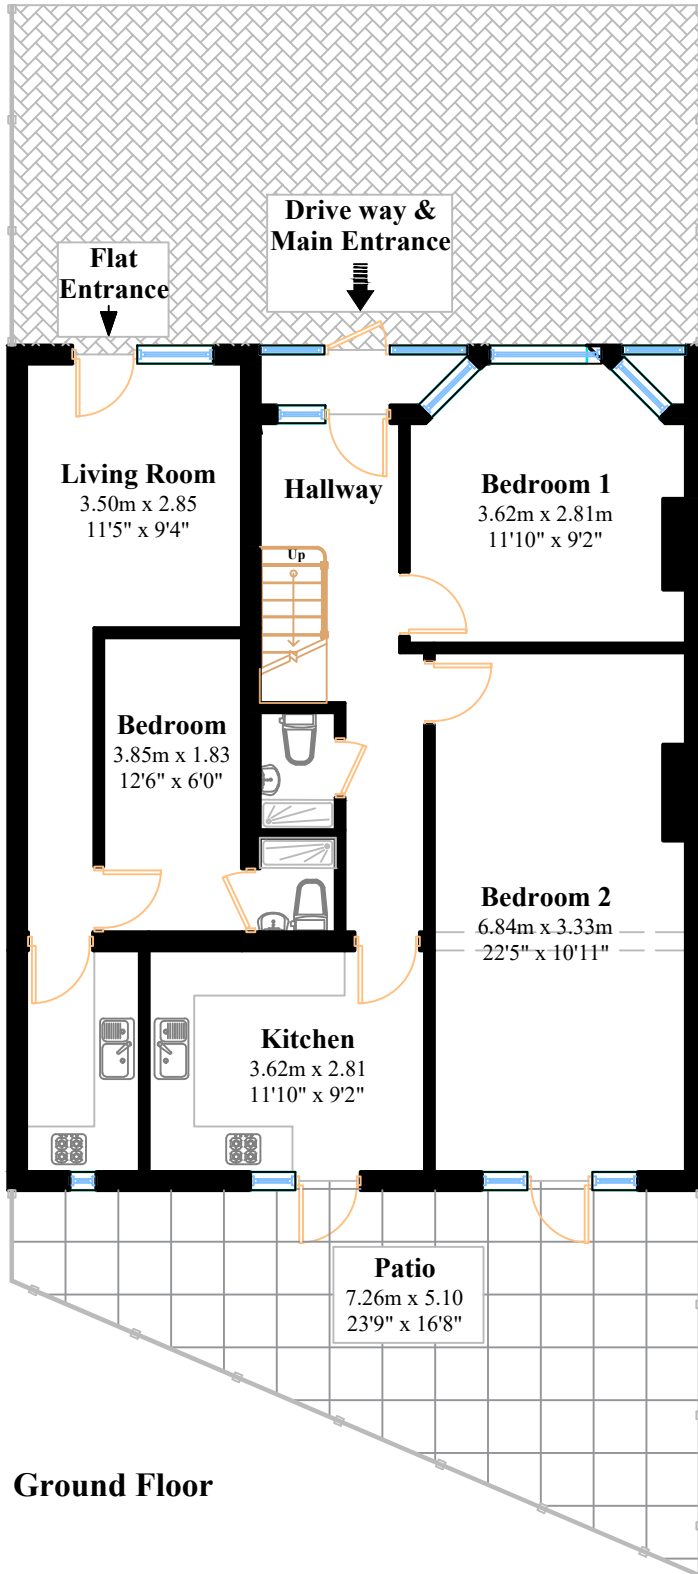 Drive way &
Main Entrance
Flat
Entrance
Living Room
3.50m x 2.85
11'5" x 9'4"
Hallway
Bedroom 1
3.62m x 2.81m
11'10" x 9'2"
Up
Bedroom
3.85m x 1.83
12'6" x 6'0"
Bedroom 2
6.84m x 3.33m
22'5" x 10'11"
Kitchen
3.62m x 2.81
11'10" x 9'2"
Patio
7.26m x 5.10
23'9" x 16'8"
Ground Floor